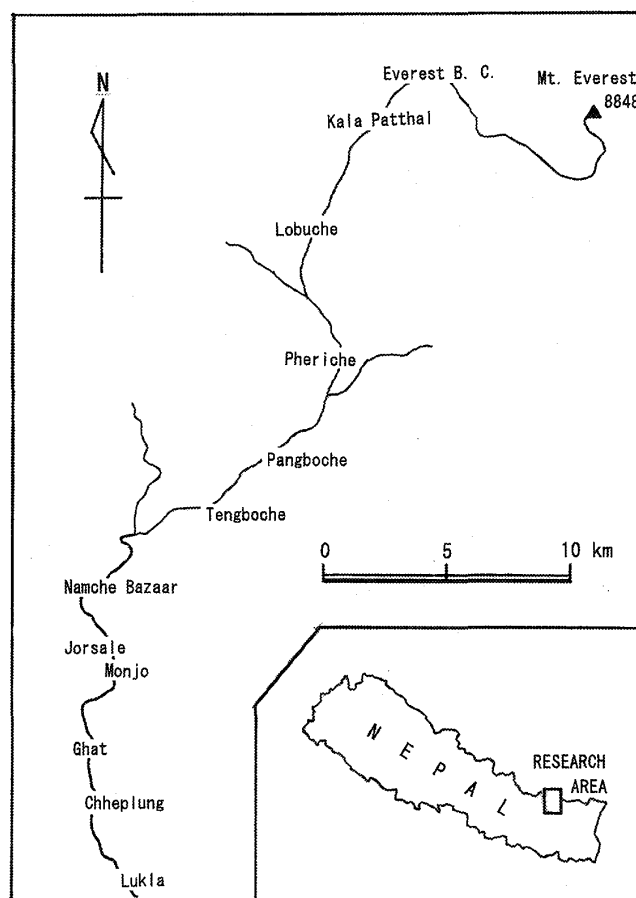 N
Everest B. C.
Mt. Everest
8848
Kala Patthal
Lobuche
Pheriche
Pangboche
Tengboche
0 5 10 km
Namche Bazaar
Jorsale
Monjo
Ghat
Chheplung
Lukla
NEPAL
RESEARCH
AREA